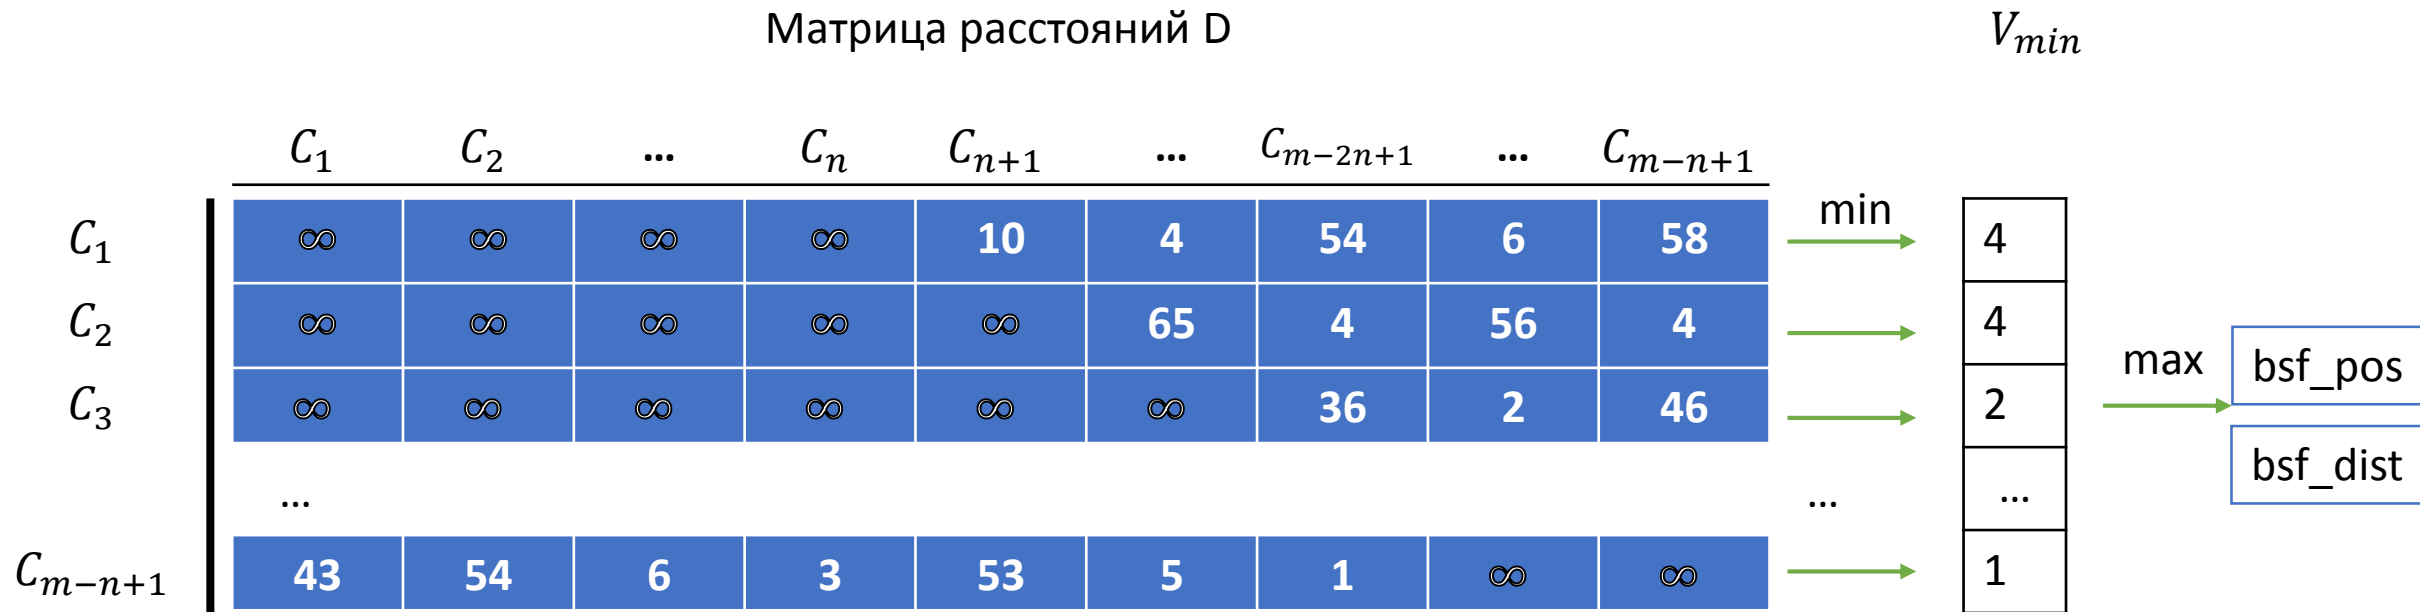 Матрица расстояний D V_min
C_1 C_2 ... C_n C_{n+1} ... C_{m-2n+1} ... C_{m-n+1}
C_1 ∞ ∞ ∞ ∞ 10 4 54 6 58 min 4
C_2 ∞ ∞ ∞ ∞ ∞ 65 4 56 4 4
C_3 ∞ ∞ ∞ ∞ ∞ ∞ 36 2 46 2 max bsf_pos
... ... ... bsf_dist
C_{m-n+1} 43 54 6 3 53 5 1 ∞ ∞ 1